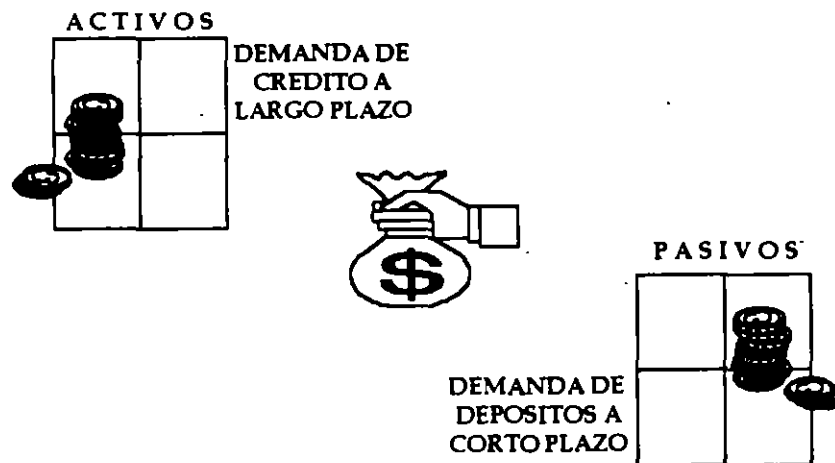 ACTIVOS
DEMANDA DE
CREDITO A
LARGO PLAZO
$
PASIVOS
DEMANDA DE
DEPOSITOS A
CORTO PLAZO